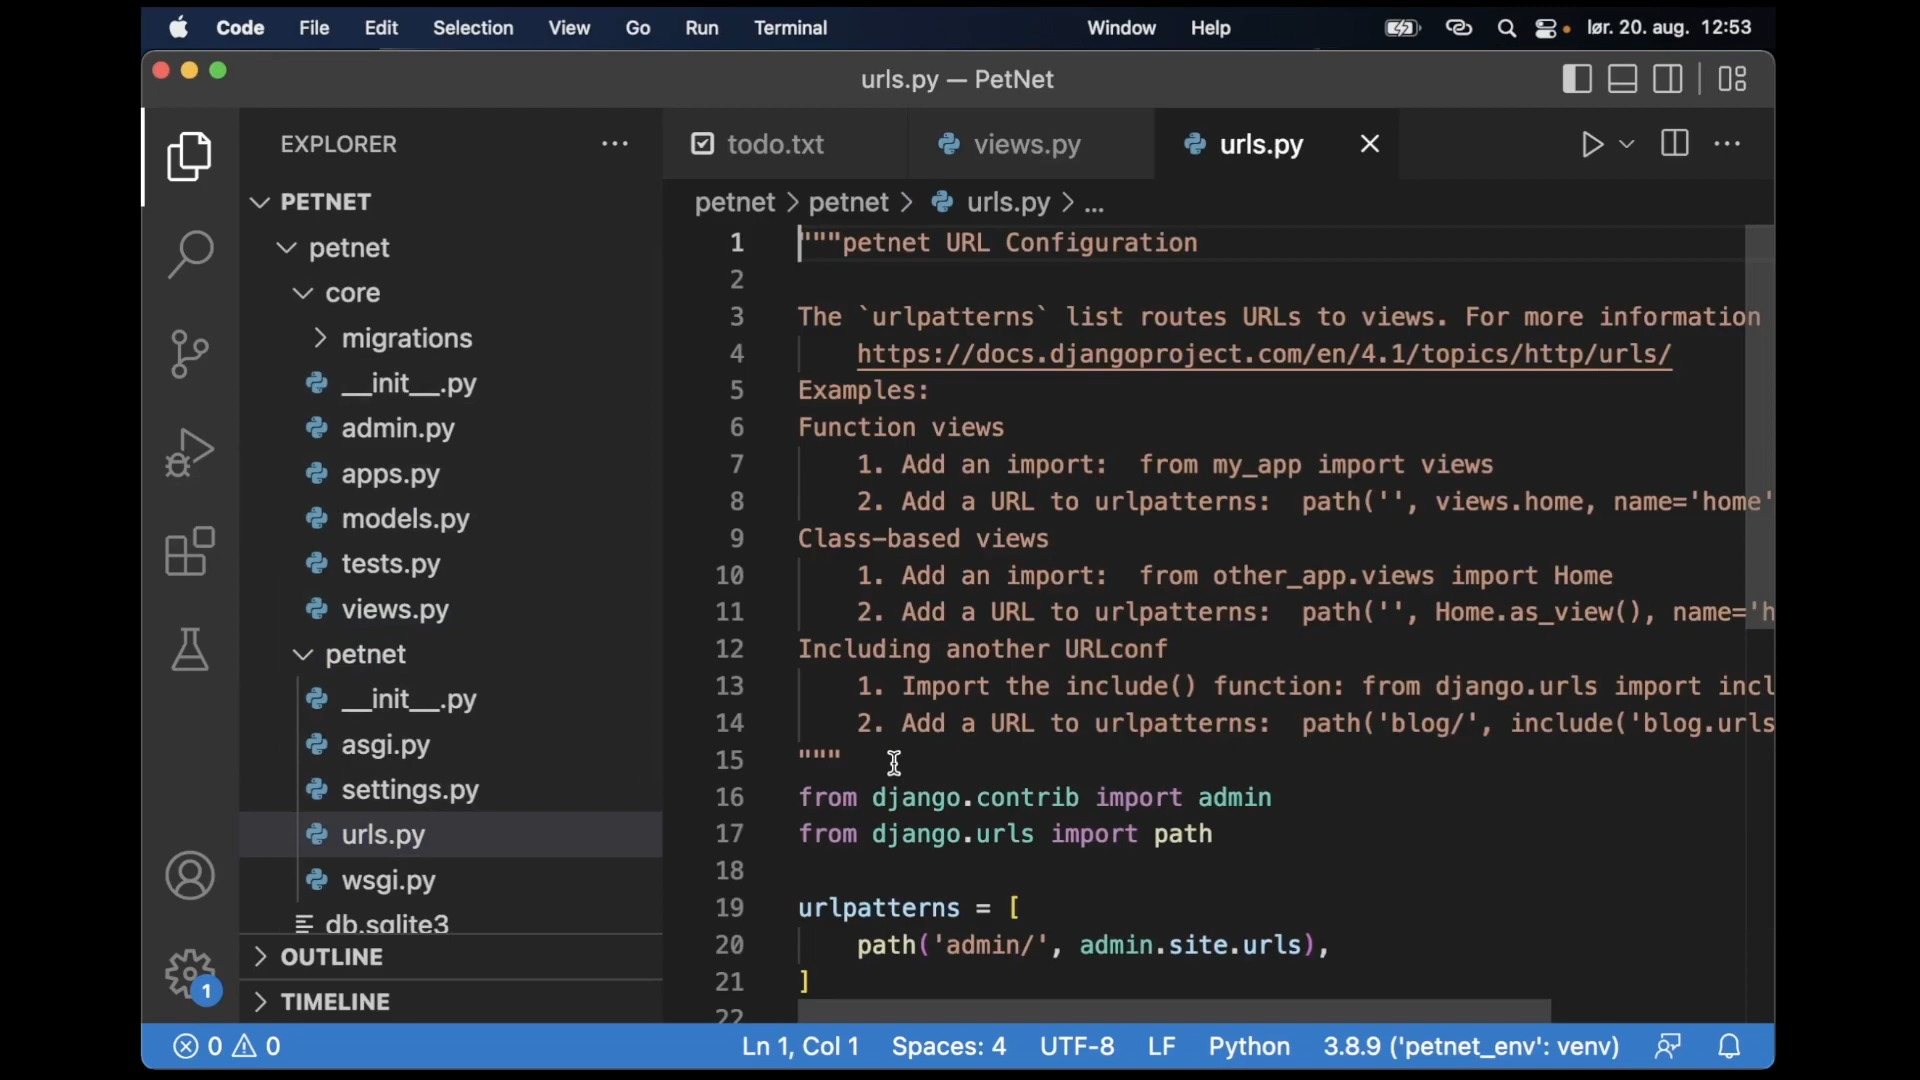 Code File Edit Selection View Go Run Terminal Window Help lør. 20. aug. 12:53
urls.py — PetNet
EXPLORER ···
PETNET
petnet
core
migrations
__init__.py
admin.py
apps.py
models.py
tests.py
views.py
petnet
__init__.py
asgi.py
settings.py
urls.py
wsgi.py
db.sqlite3
OUTLINE
TIMELINE
1
todo.txt views.py urls.py
petnet > petnet > urls.py > ...
1 """petnet URL Configuration
2
3 The `urlpatterns` list routes URLs to views. For more information
4 https://docs.djangoproject.com/en/4.1/topics/http/urls/
5 Examples:
6 Function views
7 1. Add an import:  from my_app import views
8 2. Add a URL to urlpatterns:  path('', views.home, name='home'
9 Class-based views
10 1. Add an import:  from other_app.views import Home
11 2. Add a URL to urlpatterns:  path('', Home.as_view(), name='h
12 Including another URLconf
13 1. Import the include() function: from django.urls import incl
14 2. Add a URL to urlpatterns:  path('blog/', include('blog.urls
15 """
16 from django.contrib import admin
17 from django.urls import path
18
19 urlpatterns = [
20 path('admin/', admin.site.urls),
21 ]
22
0 0 Ln 1, Col 1 Spaces: 4 UTF-8 LF Python 3.8.9 ('petnet_env': venv)